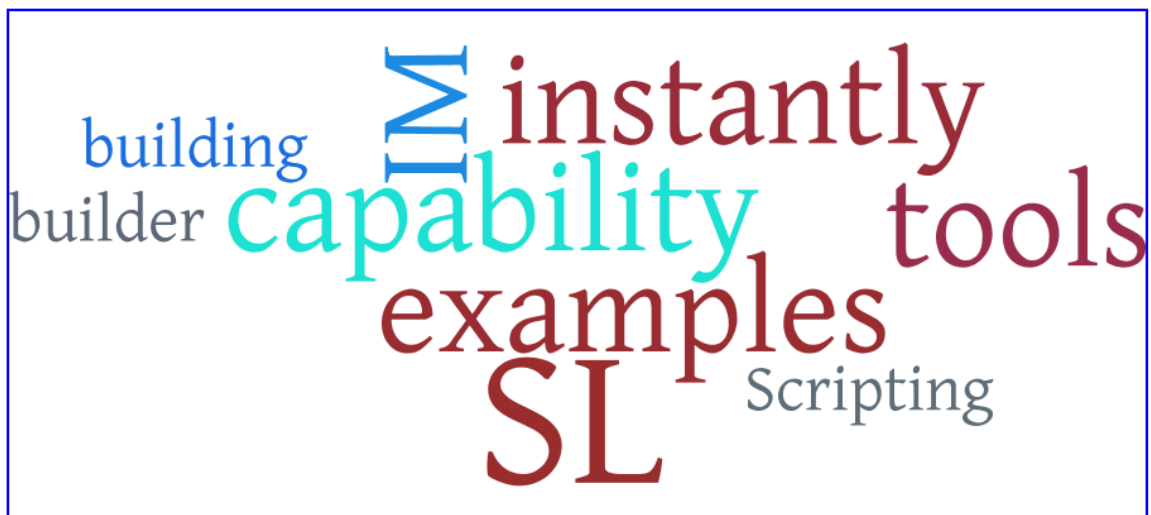 instantly
IM
building
capability
tools
builder
examples
Scripting
SL